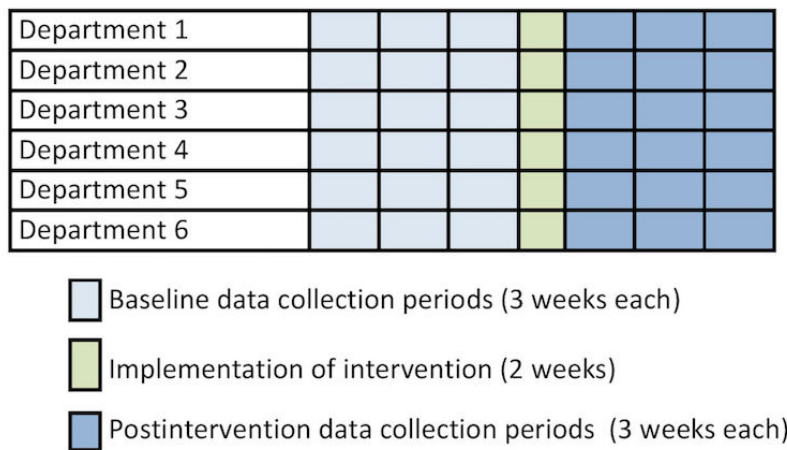 Department 1
Department 2
Department 3
Department 4
Department 5
Department 6
Baseline data collection periods (3 weeks each)
Implementation of intervention (2 weeks)
Postintervention data collection periods (3 weeks each)